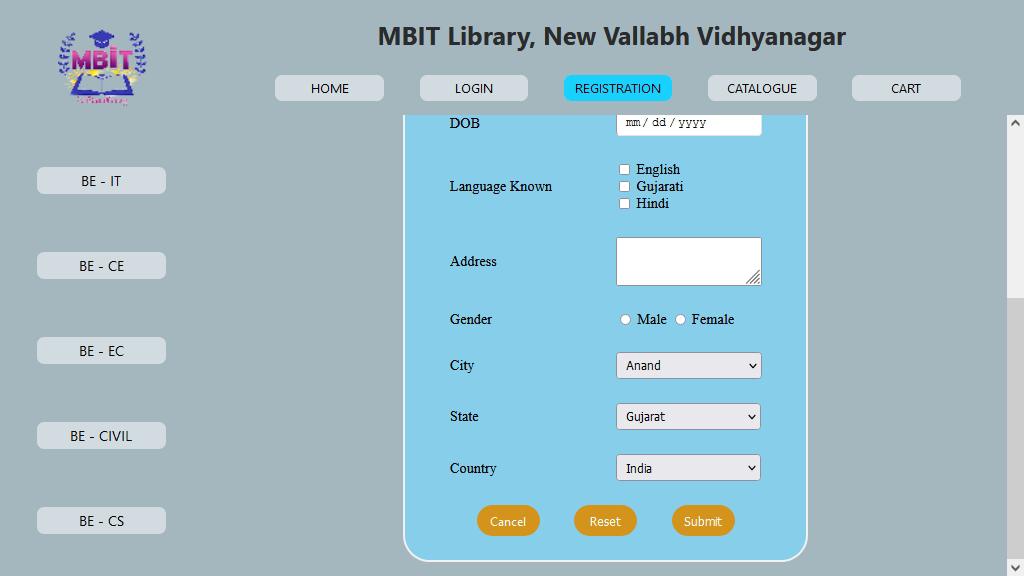 MBIT
MBIT Library, New Vallabh Vidhyanagar
HOME
LOGIN
REGISTRATION
CATALOGUE
CART
BE - IT
BE - CE
BE - EC
BE - CIVIL
BE - CS
DOB
mm / dd / yyyy
Language Known
English
Gujarati
Hindi
Address
Gender
Male
Female
City
Anand
State
Gujarat
Country
India
Cancel
Reset
Submit